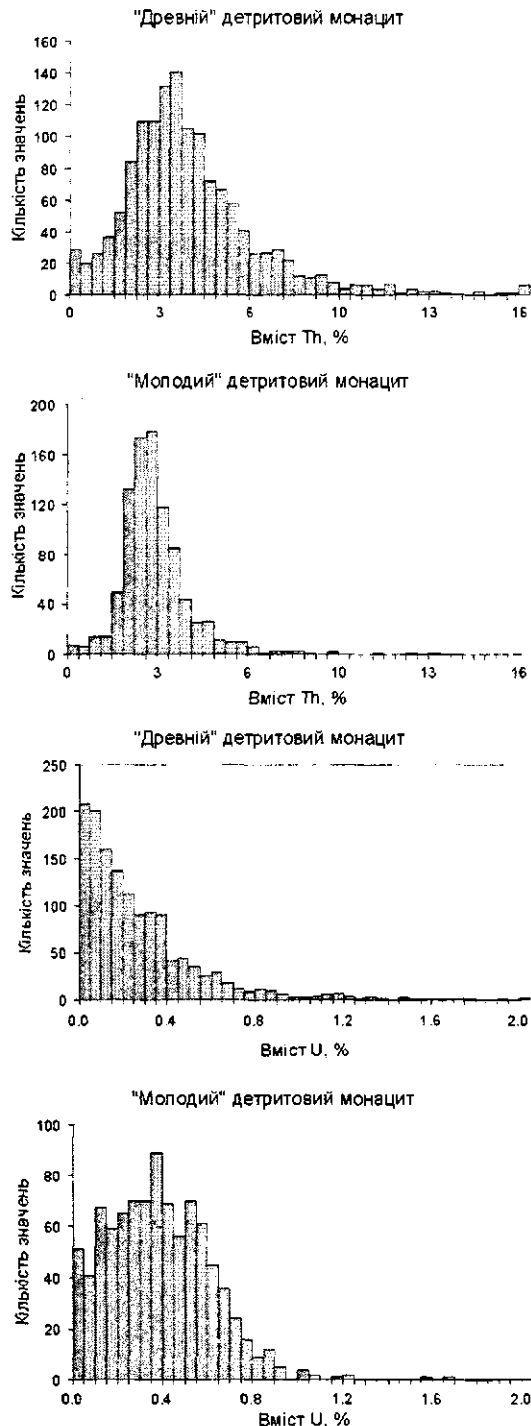 "Древній" детритовий монацит
Кількість значень
160
140
120
100
80
60
40
20
0
0 3 6 10 13 16
Вміст Th, %
"Молодий" детритовий монацит
Кількість значень
200
160
120
80
40
0
0 3 6 10 13 16
Вміст Th, %
"Древній" детритовий монацит
Кількість значень
250
200
150
100
50
0
0.0 0.4 0.8 1.2 1.6 2.0
Вміст U, %
"Молодий" детритовий монацит
Кількість значень
100
80
60
40
20
0
0.0 0.4 0.8 1.2 1.6 2.0
Вміст U, %